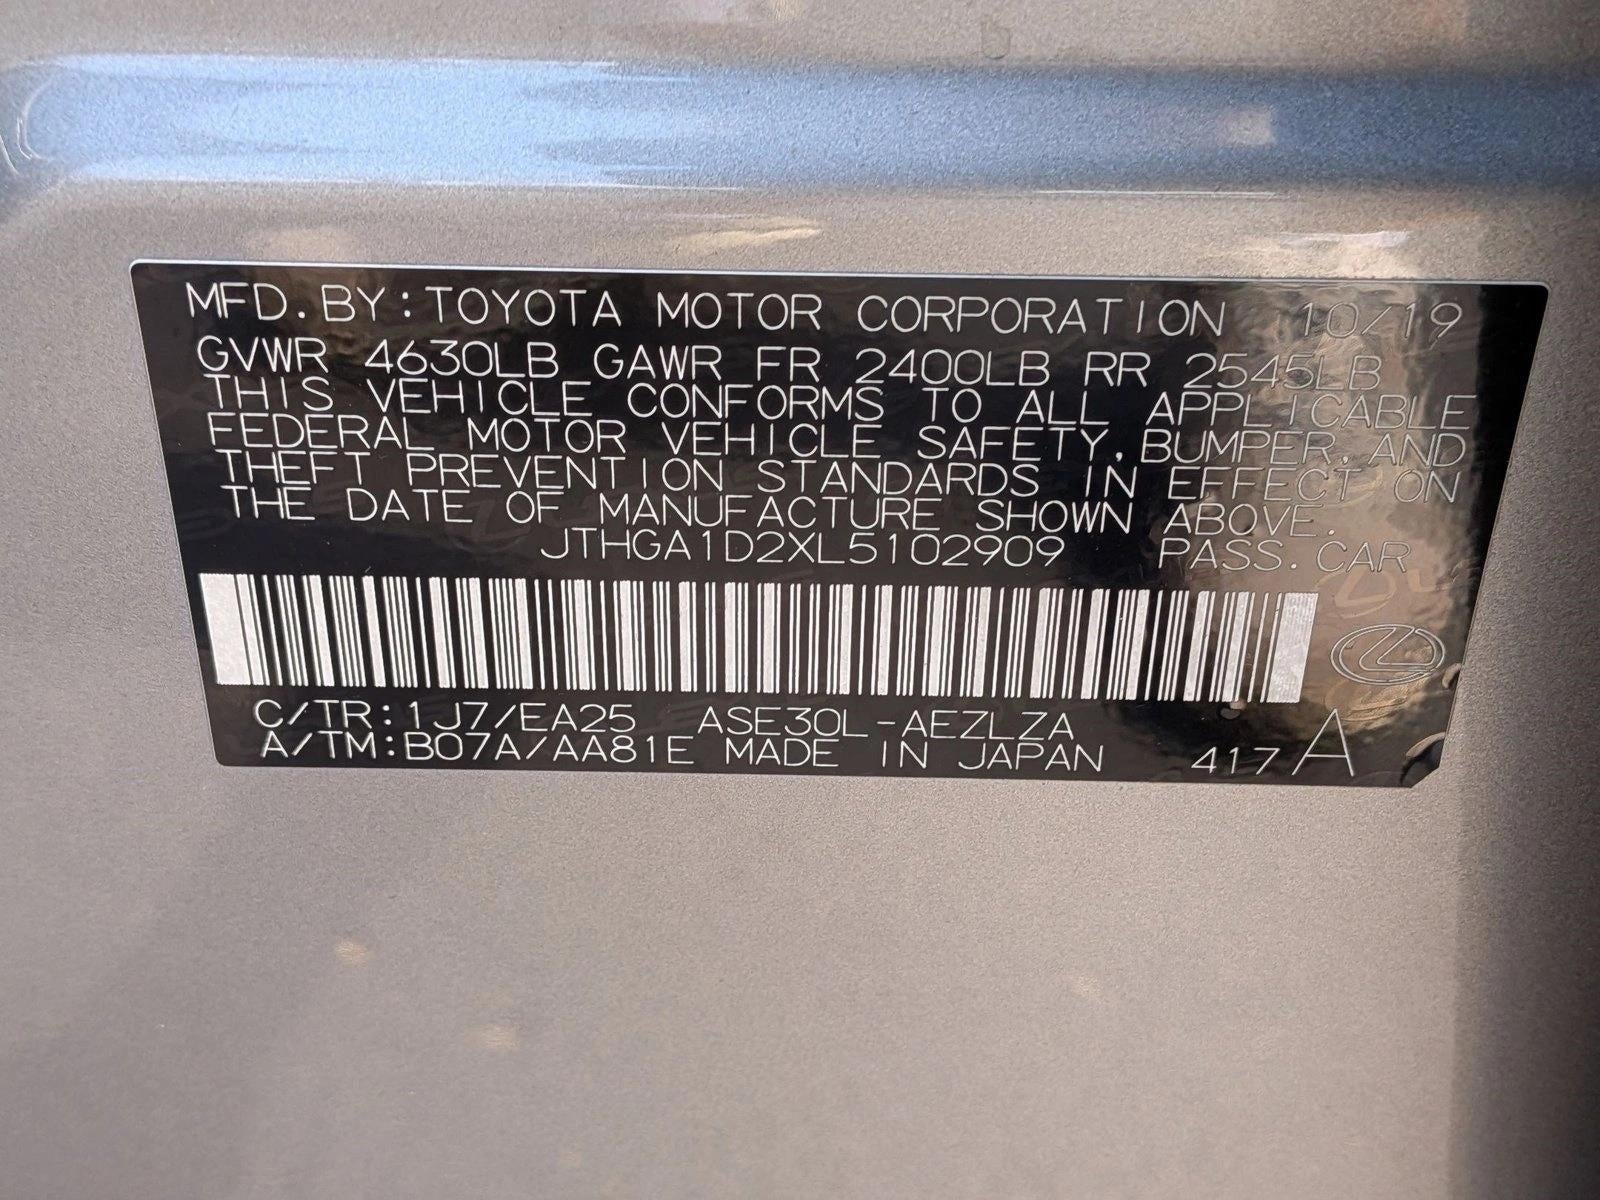 MFD. BY: TOYOTA MOTOR CORPORATION 10/19
GVWR 4630LB GAWR FR 2400LB RR 2545LB
THIS VEHICLE CONFORMS TO ALL APPLICABLE
FEDERAL MOTOR VEHICLE SAFETY, BUMPER, AND
THEFT PREVENTION STANDARDS IN EFFECT ON
THE DATE OF MANUFACTURE SHOWN ABOVE.
JTHGA1D2XL5102909 PASS. CAR
C/TR: 1J7/EA25 ASE30L-AEZLZA
A/TM: B07A/AA81E MADE IN JAPAN 417 A